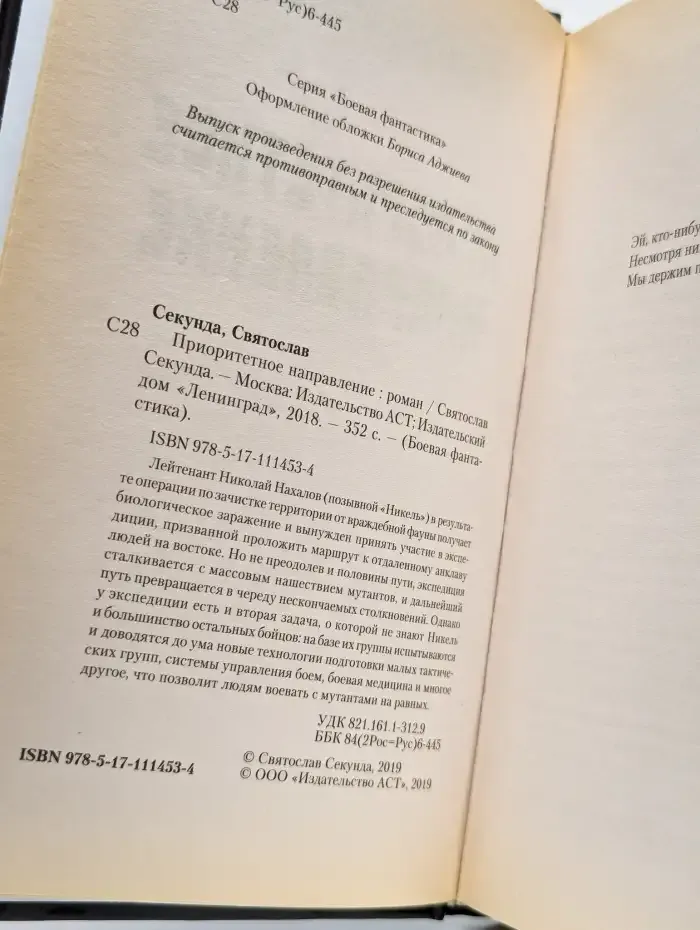 Рус)6-445
С28
Серия «Боевая фантастика»
Оформление обложки Бориса Аджиева
Выпуск произведения без разрешения издательства
считается противоправным и преследуется по закону
Секунда, Святослав
С28 Приоритетное направление : роман / Святослав
Секунда. — Москва: Издательство АСТ; Издательский
дом «Ленинград», 2018. — 352 с. — (Боевая фанта-
стика).
ISBN 978-5-17-111453-4
Лейтенант Николай Нахалов (позывной «Никель») в результа-
те операции по зачистке территории от враждебной фауны получает
биологическое заражение и вынужден принять участие в экспе-
диции, призванной проложить маршрут к отдаленному анклаву
людей на востоке. Но не преодолев и половины пути, экспедиция
сталкивается с массовым нашествием мутантов, и дальнейший
путь превращается в череду нескончаемых столкновений. Однако
у экспедиции есть и вторая задача, о которой не знают Никель
и большинство остальных бойцов: на базе их группы испытываются
и доводятся до ума новые технологии подготовки малых тактиче-
ских групп, системы управления боем, боевая медицина и многое
другое, что позволит людям воевать с мутантами на равных.
УДК 821.161.1-312.9
ББК 84(2Рос=Рус)6-445
ISBN 978-5-17-111453-4
© Святослав Секунда, 2019
© ООО «Издательство АСТ», 2019
Эй, кто-нибу
Несмотря ни
Мы держим п